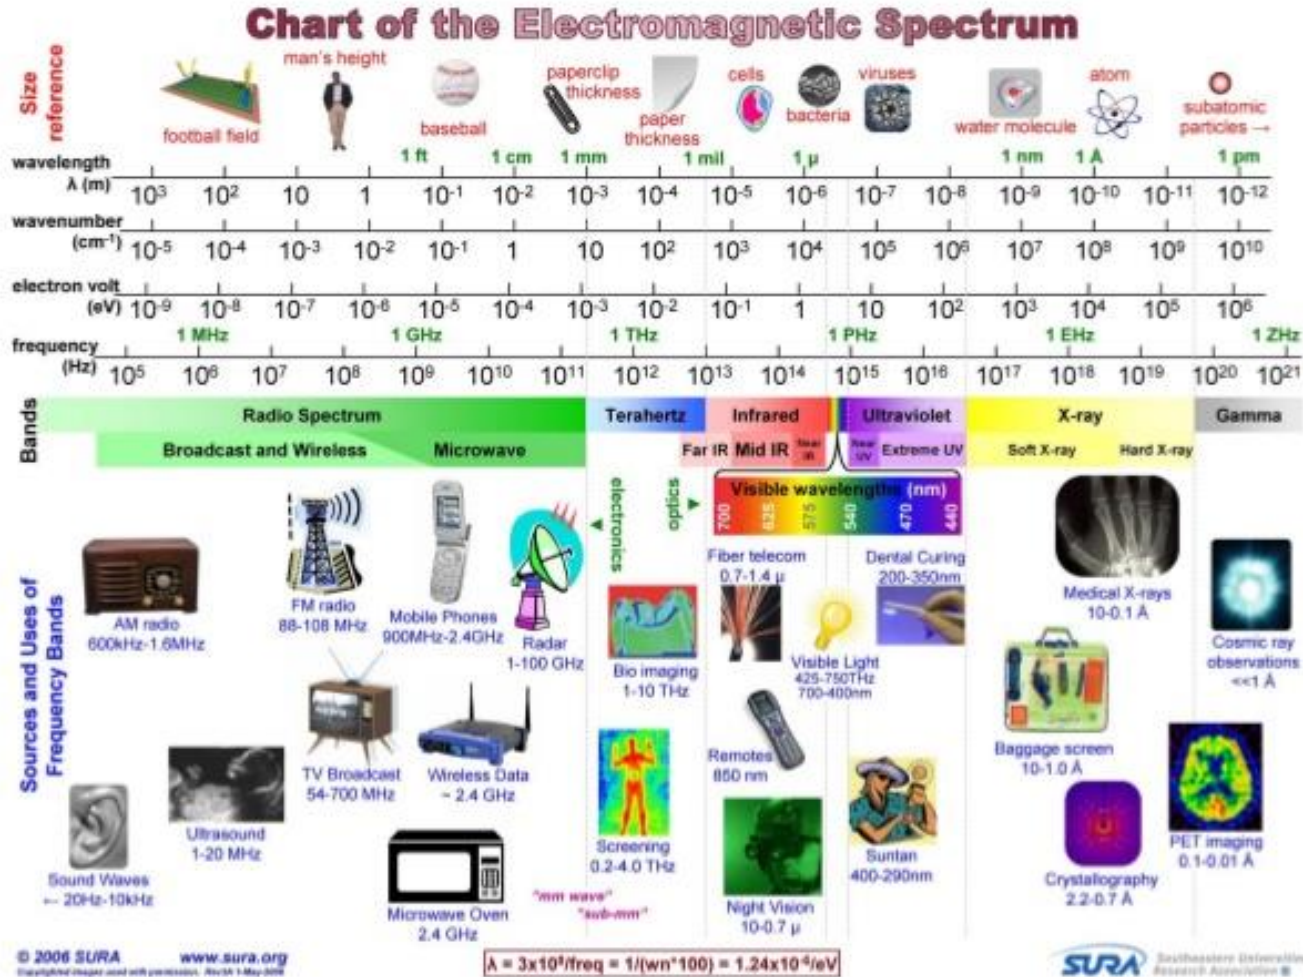 Chart of the Electromagnetic Spectrum
Size reference
football field
man's height
baseball
paperclip thickness
paper thickness
cells
bacteria
viruses
water molecule
atom
subatomic particles →
wavelength λ (m)
1 ft 1 cm 1 mm 1 mil 1 µ 1 nm 1 Å 1 pm
10³ 10² 10 1 10⁻¹ 10⁻² 10⁻³ 10⁻⁴ 10⁻⁵ 10⁻⁶ 10⁻⁷ 10⁻⁸ 10⁻⁹ 10⁻¹⁰ 10⁻¹¹ 10⁻¹²
wavenumber (cm⁻¹)
10⁻⁵ 10⁻⁴ 10⁻³ 10⁻² 10⁻¹ 1 10 10² 10³ 10⁴ 10⁵ 10⁶ 10⁷ 10⁸ 10⁹ 10¹⁰
electron volt (eV)
10⁻⁹ 10⁻⁸ 10⁻⁷ 10⁻⁶ 10⁻⁵ 10⁻⁴ 10⁻³ 10⁻² 10⁻¹ 1 10 10² 10³ 10⁴ 10⁵ 10⁶
1 MHz 1 GHz 1 THz 1 PHz 1 EHz 1 ZHz
frequency (Hz)
10⁵ 10⁶ 10⁷ 10⁸ 10⁹ 10¹⁰ 10¹¹ 10¹² 10¹³ 10¹⁴ 10¹⁵ 10¹⁶ 10¹⁷ 10¹⁸ 10¹⁹ 10²⁰ 10²¹
Bands
Radio Spectrum Terahertz Infrared Ultraviolet X-ray Gamma
Broadcast and Wireless Microwave Far IR Mid IR Near IR Near UV Extreme UV Soft X-ray Hard X-ray
electronics
optics
Visible wavelengths (nm)
700 625 575 540 470 440
Sources and Uses of Frequency Bands
AM radio
600kHz-1.6MHz
FM radio
88-108 MHz
Mobile Phones
900MHz-2.4GHz
Radar
1-100 GHz
Bio imaging
1-10 THz
Fiber telecom
0.7-1.4 µ
Visible Light
425-750THz
700-400nm
Dental Curing
200-350nm
Medical X-rays
10-0.1 Å
Cosmic ray
observations
<<1 Å
Sound Waves
← 20Hz-10kHz
Ultrasound
1-20 MHz
TV Broadcast
54-700 MHz
Wireless Data
~ 2.4 GHz
Microwave Oven
2.4 GHz
"mm wave"
"sub-mm"
Screening
0.2-4.0 THz
Remotes
850 nm
Night Vision
10-0.7 µ
Suntan
400-290nm
Baggage screen
10-1.0 Å
Crystallography
2.2-0.7 Å
PET imaging
0.1-0.01 Å
© 2006 SURA www.sura.org
Copyrighted images used with permission.
λ = 3x10⁸/freq = 1/(wn*100) = 1.24x10⁻⁶/eV
SURA
Southeastern Universities
Research Association